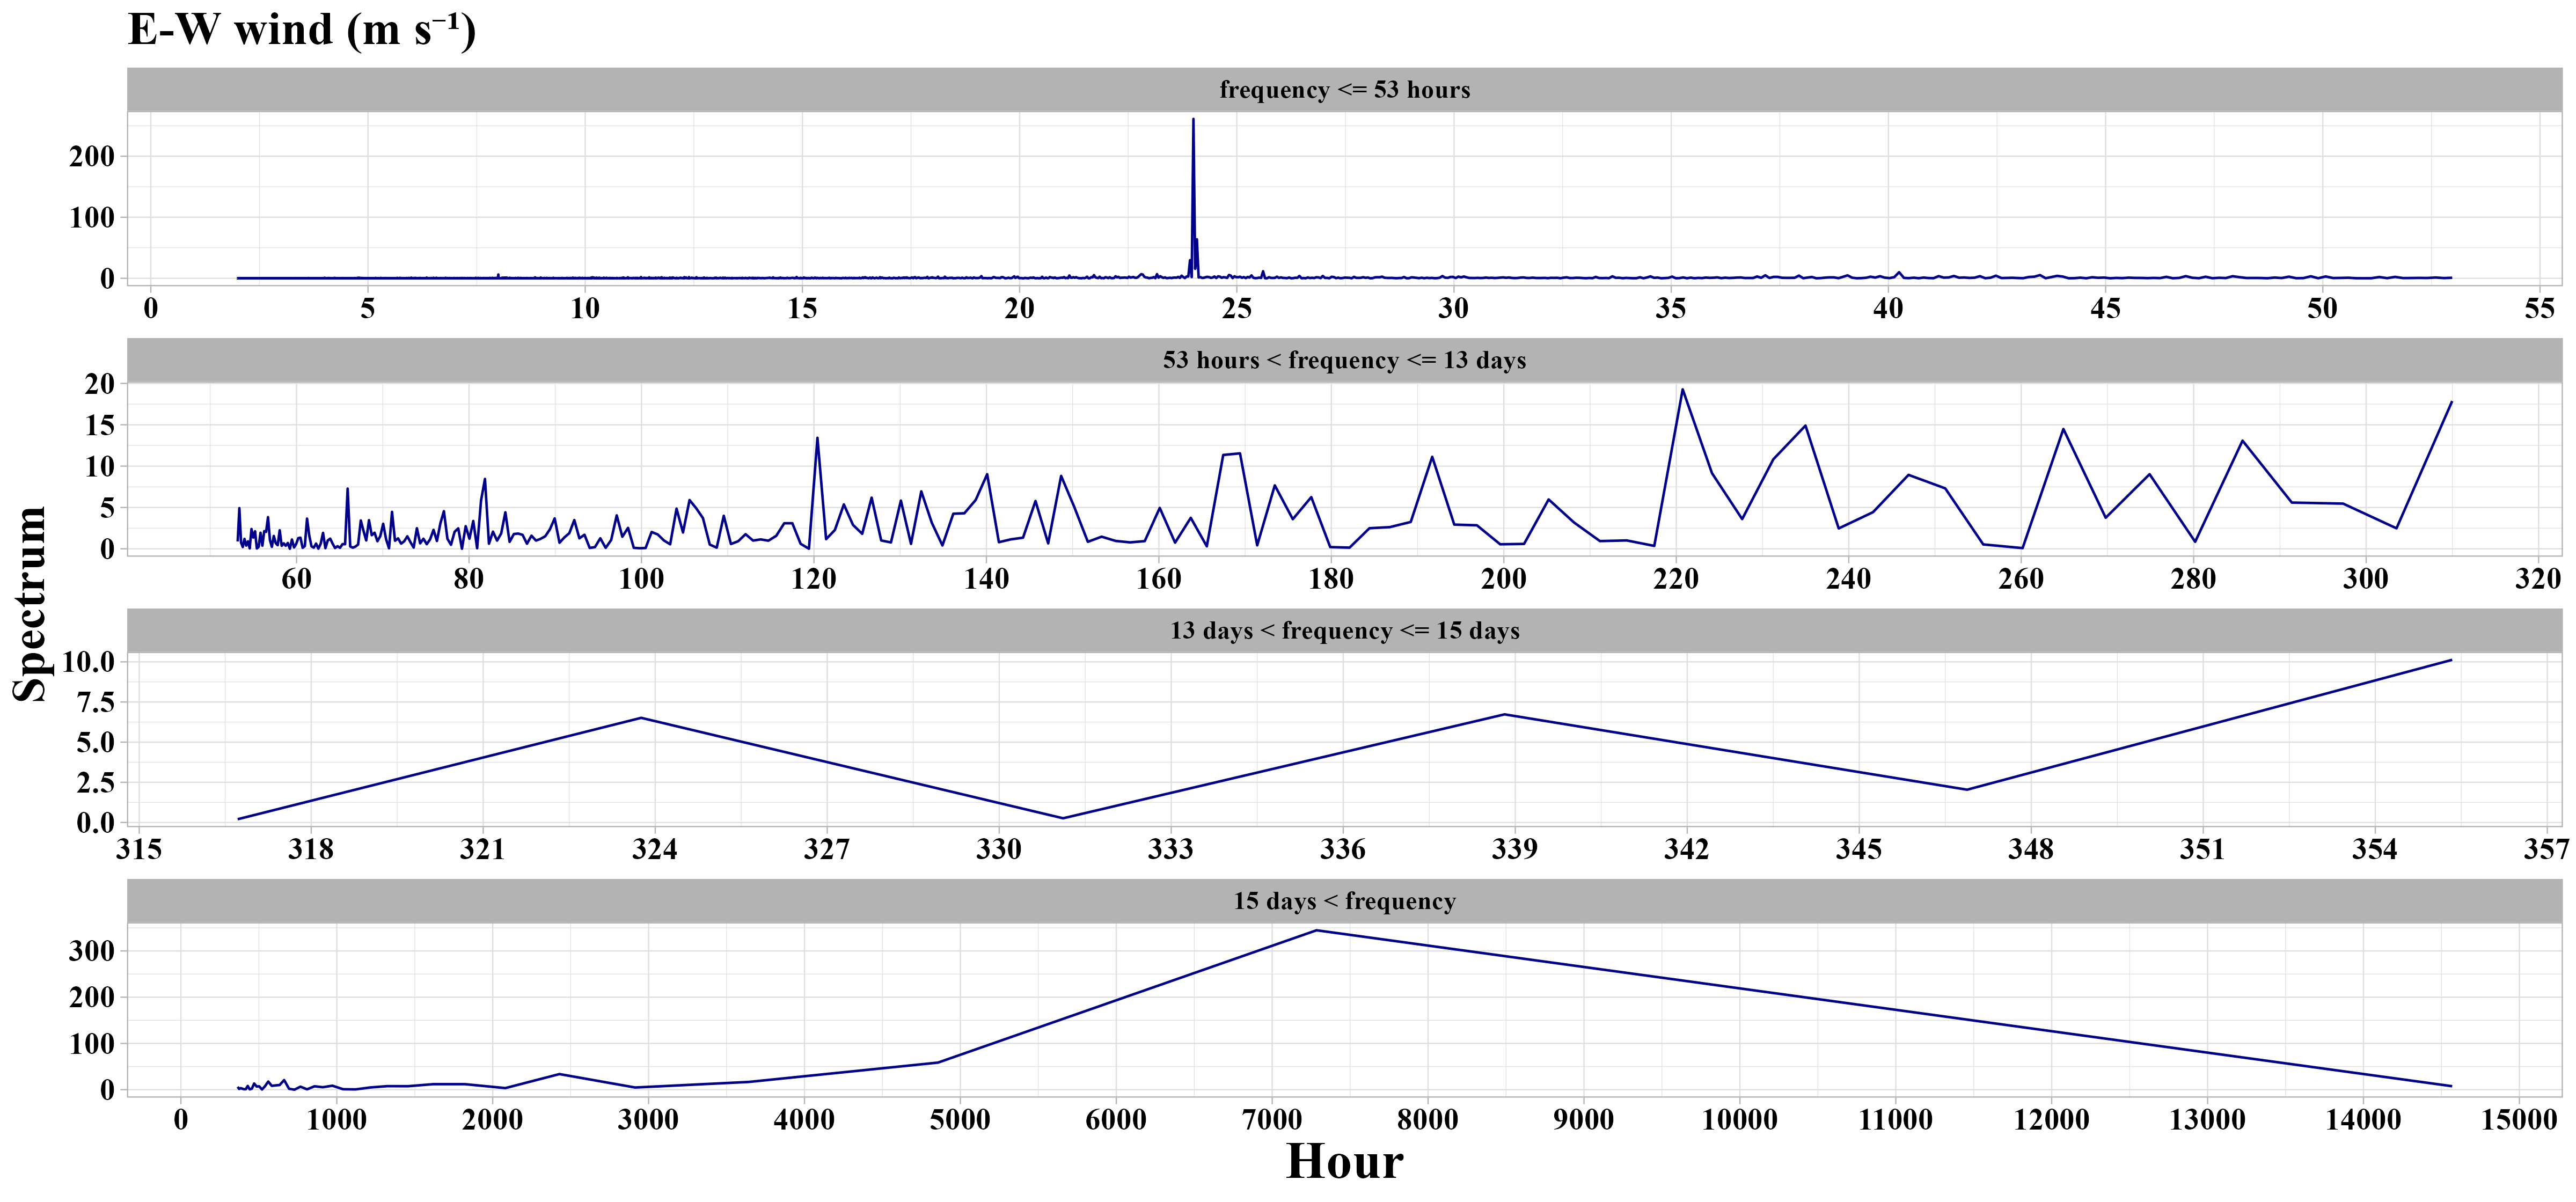 E-W wind (m s⁻¹)
frequency <= 53 hours
200
100
0
0 5 10 15 20 25 30 35 40 45 50 55
53 hours < frequency <= 13 days
20
15
10
5
0
60 80 100 120 140 160 180 200 220 240 260 280 300 320
Spectrum
13 days < frequency <= 15 days
10.0
7.5
5.0
2.5
0.0
315 318 321 324 327 330 333 336 339 342 345 348 351 354 357
15 days < frequency
300
200
100
0
0 1000 2000 3000 4000 5000 6000 7000 8000 9000 10000 11000 12000 13000 14000 15000
Hour